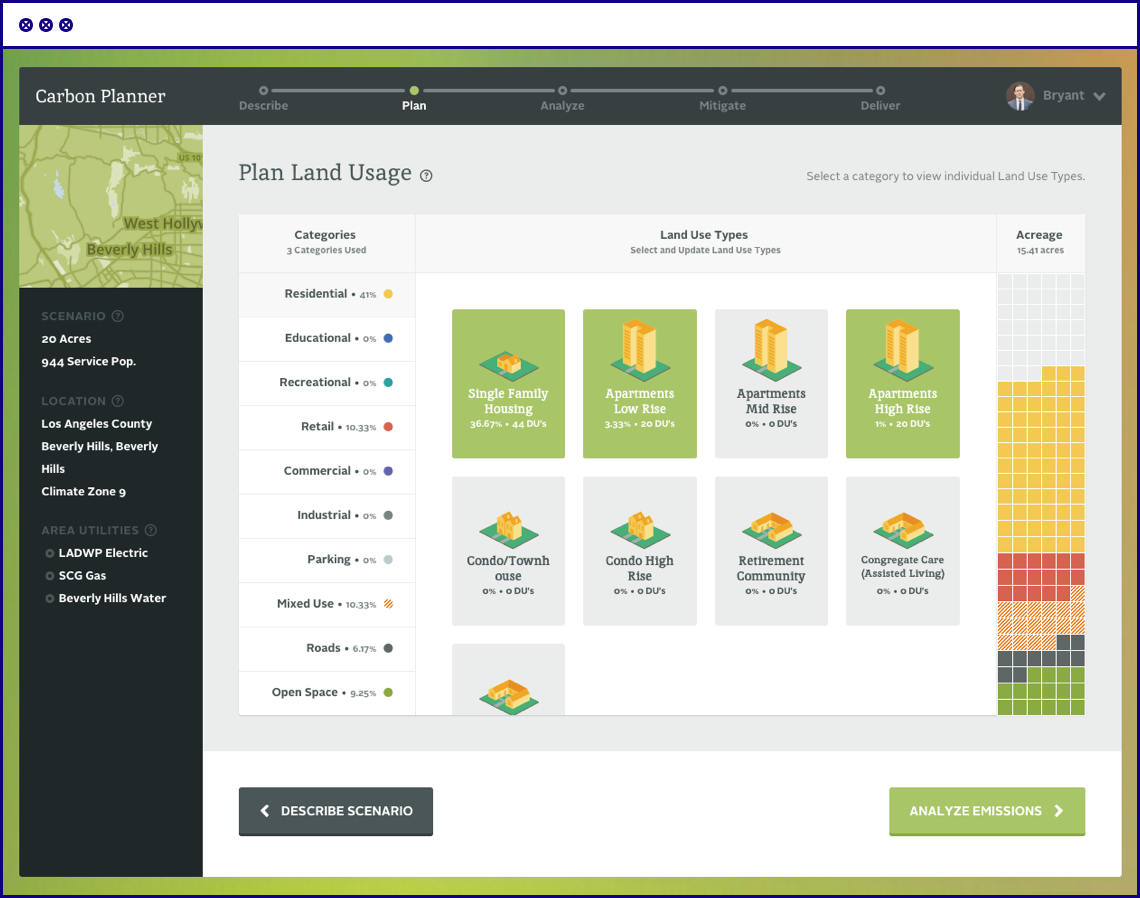 Carbon Planner
Describe
Plan
Analyze
Mitigate
Deliver
Bryant
US 10
West Hollyw
Beverly Hills
SCENARIO ?
20 Acres
944 Service Pop.
LOCATION ?
Los Angeles County
Beverly Hills, Beverly
Hills
Climate Zone 9
AREA UTILITIES ?
LADWP Electric
SCG Gas
Beverly Hills Water
Plan Land Usage ?
Select a category to view individual Land Use Types.
Categories
3 Categories Used
Land Use Types
Select and Update Land Use Types
Acreage
15.41 acres
Residential • 41%
Educational • 0%
Recreational • 0%
Retail • 10.33%
Commercial • 0%
Industrial • 0%
Parking • 0%
Mixed Use • 10.33%
Roads • 6.17%
Open Space • 9.25%
Single Family
Housing
36.67% • 44 DU's
Apartments
Low Rise
3.33% • 20 DU's
Apartments
Mid Rise
0% • 0 DU's
Apartments
High Rise
1% • 20 DU's
Condo/Townh
ouse
0% • 0 DU's
Condo High
Rise
0% • 0 DU's
Retirement
Community
0% • 0 DU's
Congregate Care
(Assisted Living)
0% • 0 DU's
DESCRIBE SCENARIO
ANALYZE EMISSIONS